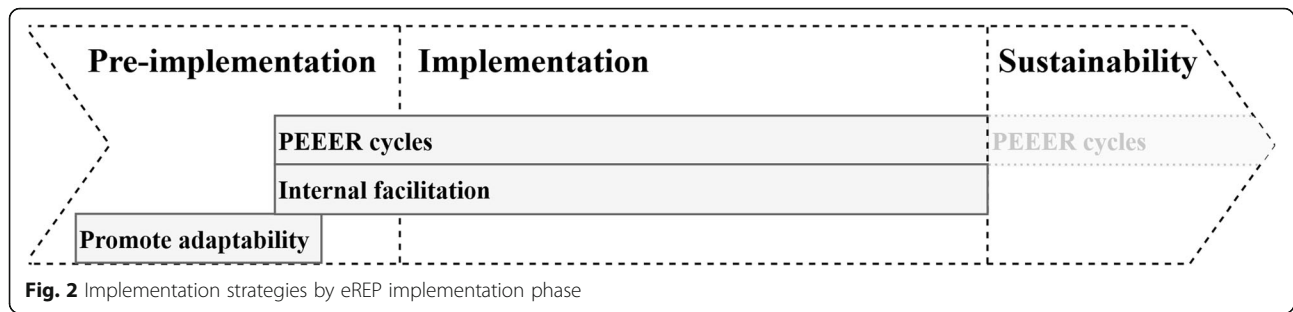 Pre-implementation Implementation Sustainability
PEEER cycles PEEER cycles
Internal facilitation
Promote adaptability
Fig. 2 Implementation strategies by eREP implementation phase